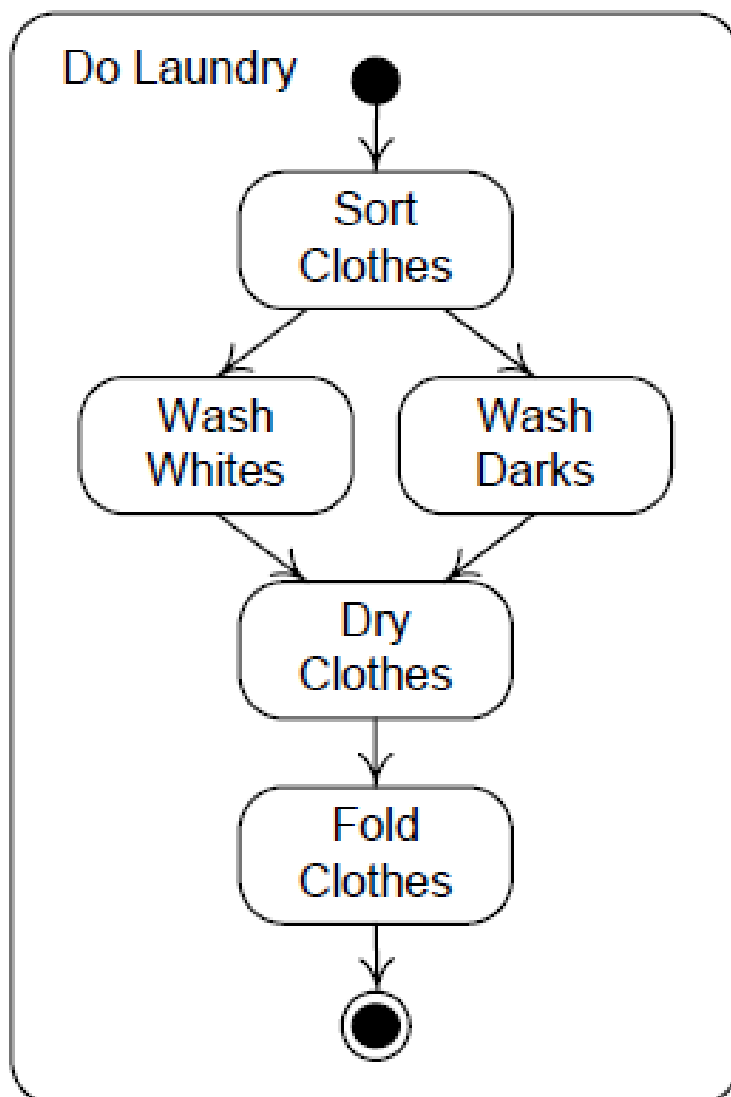 Do Laundry
Sort
Clothes
Wash
Whites
Wash
Darks
Dry
Clothes
Fold
Clothes